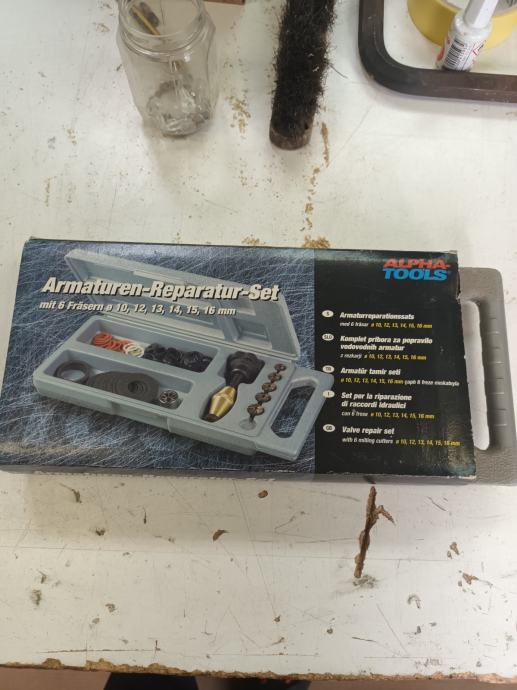 ALPHA-
TOOLS
Armaturen-Reparatur-Set
mit 6 Fräsern ø 10, 12, 13, 14, 15, 16 mm
S Armaturreparationssats
med 6 fräsar ø 10, 12, 13, 14, 15, 16 mm
SLO Komplet pribora za popravilo
vodovodnih armatur
z rezkarji ø 10, 12, 13, 14, 15, 16 mm
TR Armatür tamir seti
ø 10, 12, 13, 14, 15, 16 mm çaplı 6 freze
I Set per la riparazione
di raccordi idraulici
con 6 frese ø 10, 12, 13, 14, 15, 16 mm
GB Valve repair set
with 6 milling cutters ø 10, 12, 13, 14, 15, 16 mm